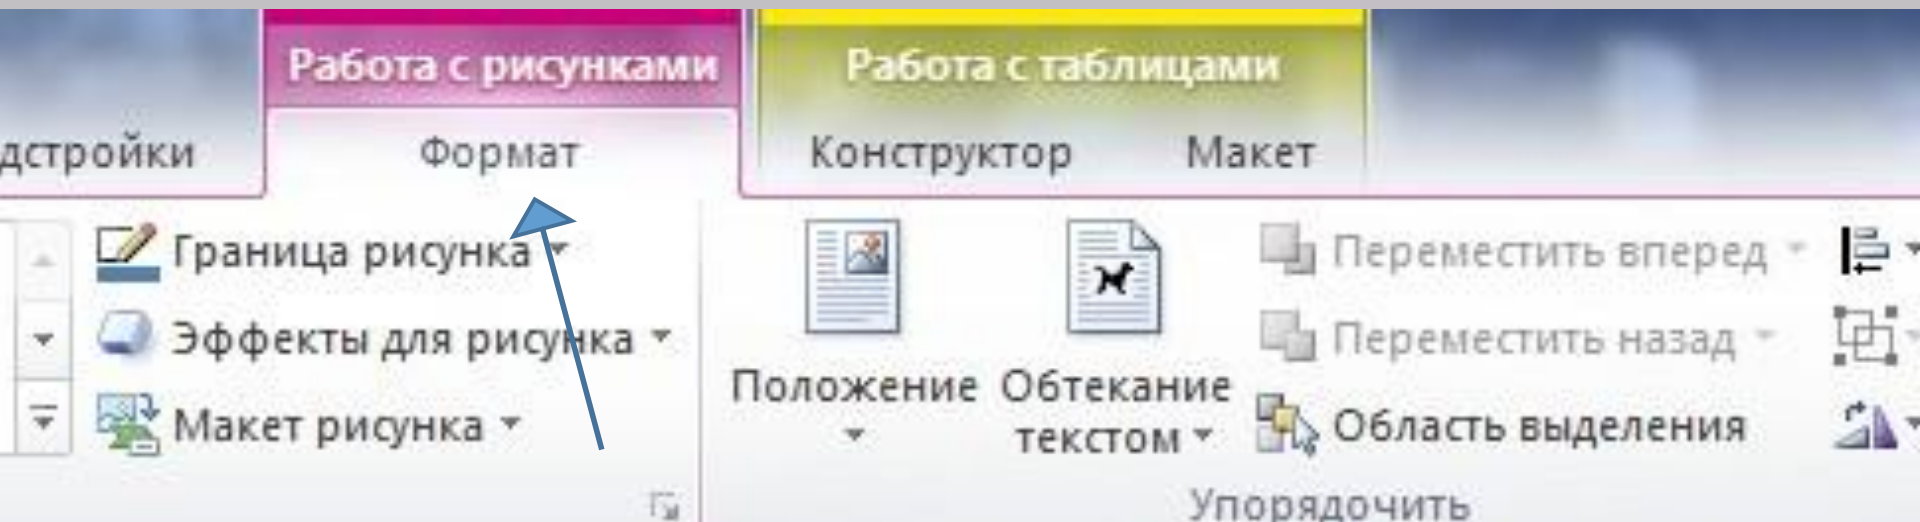 Работа с рисунками
Работа с таблицами
дстройки
Формат
Конструктор
Макет
Граница рисунка
Эффекты для рисунка
Макет рисунка
Положение
Обтекание
текстом
Переместить вперед
Переместить назад
Область выделения
Упорядочить